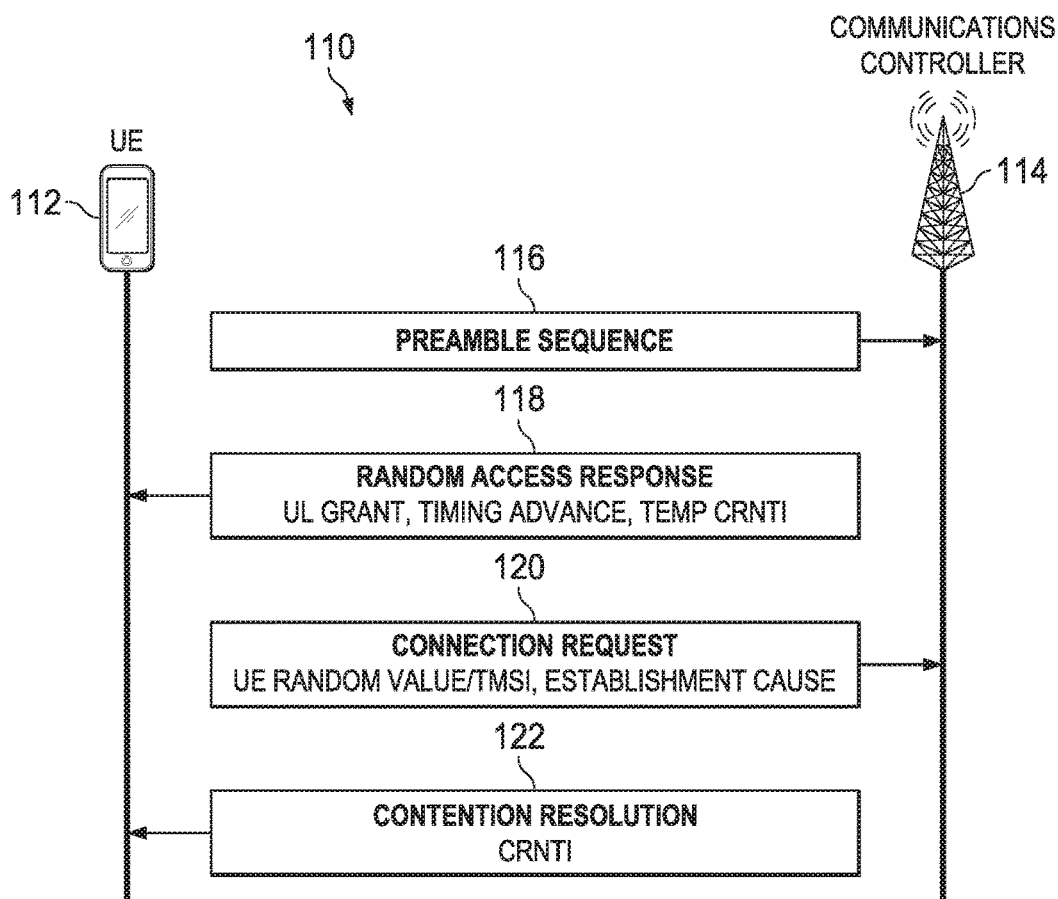 COMMUNICATIONS
CONTROLLER
110
UE
112
114
116
PREAMBLE SEQUENCE
118
RANDOM ACCESS RESPONSE
UL GRANT, TIMING ADVANCE, TEMP CRNTI
120
CONNECTION REQUEST
UE RANDOM VALUE/TMSI, ESTABLISHMENT CAUSE
122
CONTENTION RESOLUTION
CRNTI